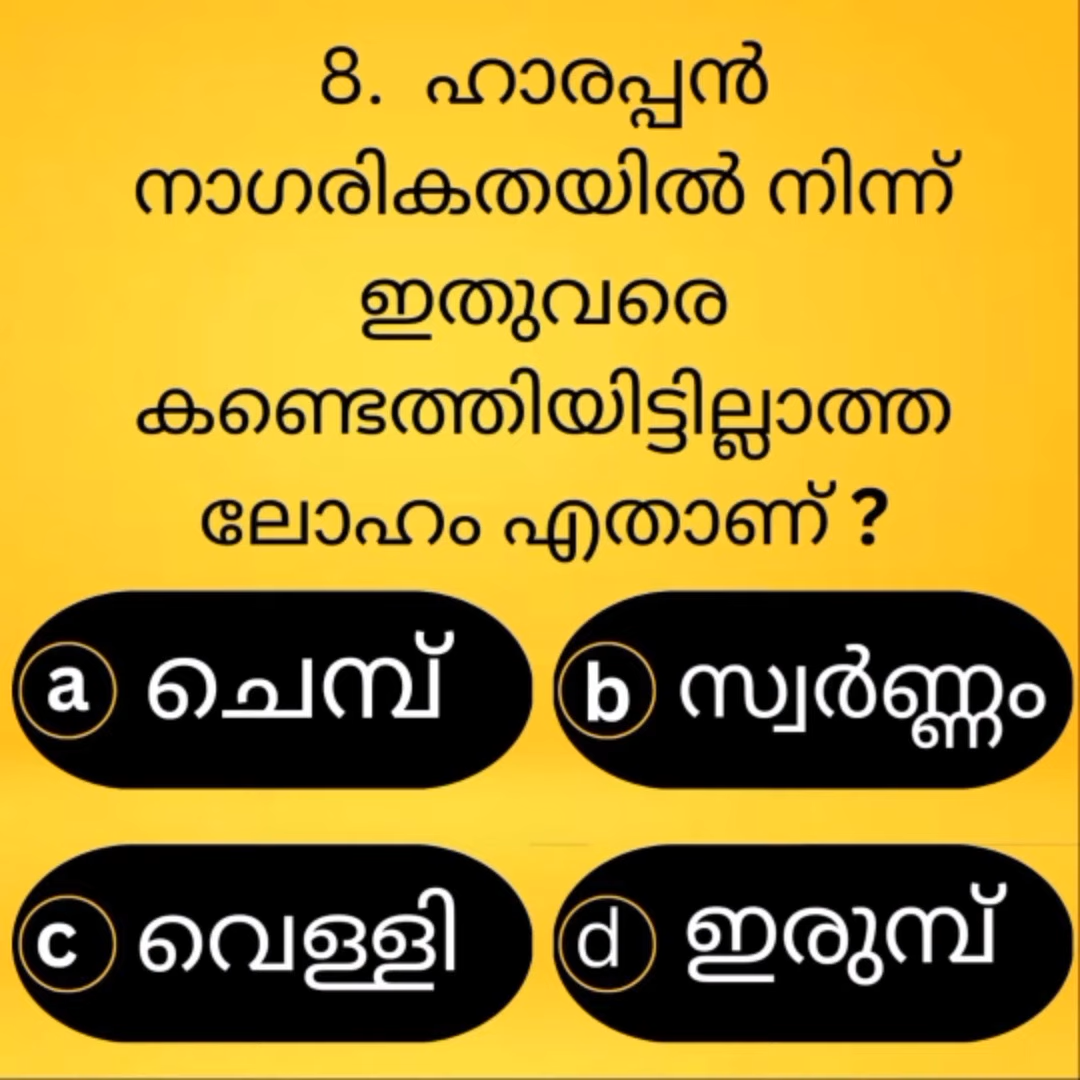 8. ഹാരപ്പൻ
നാഗരികതയിൽ നിന്ന്
ഇതുവരെ
കണ്ടെത്തിയിട്ടില്ലാത്ത
ലോഹം എതാണ് ?
a ചെമ്പ്
b സ്വർണ്ണം
c വെള്ളി
d ഇരുമ്പ്